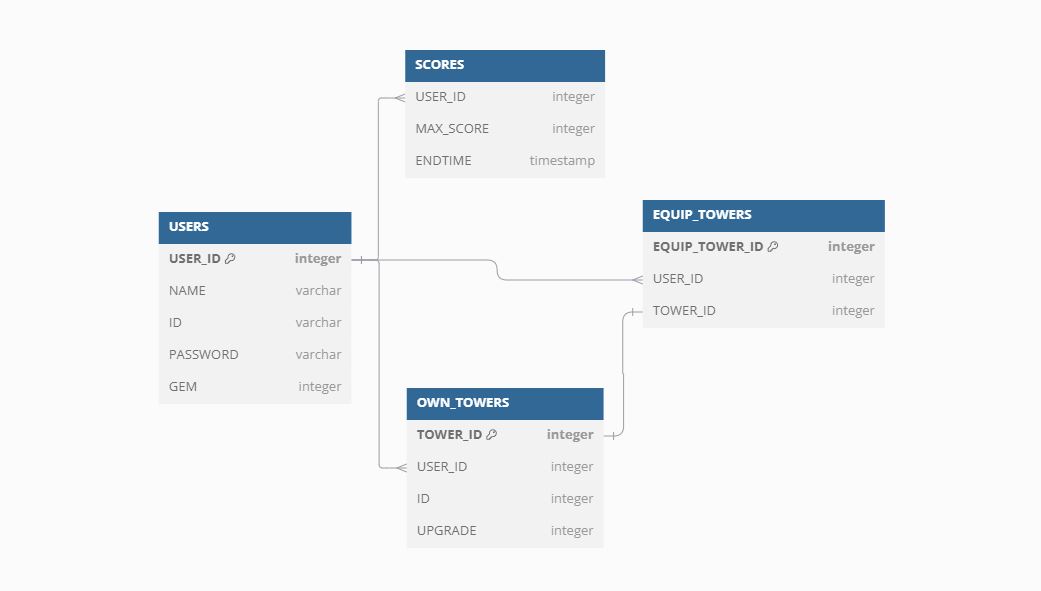 SCORES
USER_ID integer
MAX_SCORE integer
ENDTIME timestamp
USERS
USER_ID integer
NAME varchar
ID varchar
PASSWORD varchar
GEM integer
EQUIP_TOWERS
EQUIP_TOWER_ID integer
USER_ID integer
TOWER_ID integer
OWN_TOWERS
TOWER_ID integer
USER_ID integer
ID integer
UPGRADE integer